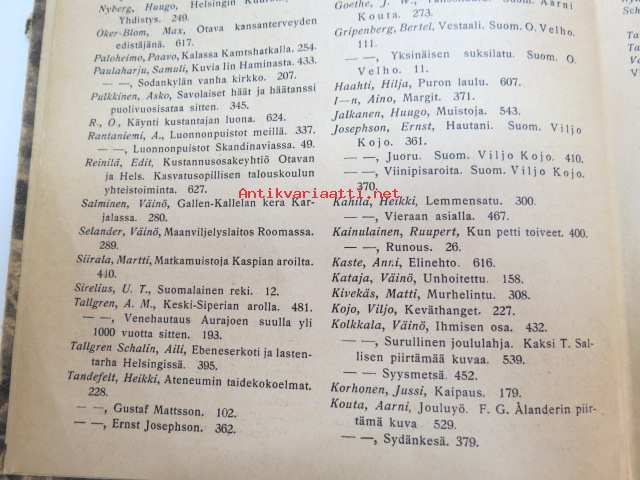 Nyberg, Hugo, Helsingin
Yhdistys. 249.
Oker-Blom, Max, Otava kansanterveyden
edistäjänä. 617.
Paloheimo, Paavo, Kalassa Kamtshatkalla. 254.
Paulaharju, Samuli, Kuvia Iin Haminasta. 433.
— —, Sodankylän vanha kirkko. 207.
Pulkkinen, Asko, Savolaiset häät ja häätanssi
puolivuosisataa sitten. 345.
R., O., Käynti kustantajan luona. 624.
Rantaniemi, A., Luonnonpuistot meillä. 337.
— —, Luonnonpuistot Skandinaviassa. 49.
Reinilä, Edit, Kustannusosakeyhtiö Otavan
ja Hels. Kasvatusopillisen talouskoulun
yhteistoiminta. 627.
Salminen, Väinö, Gallen-Kallelan kera Kar-
jalassa. 280.
Selander, Väinö, Maanviljelyslaitos Roomassa.
289.
Siirala, Martti, Matkamuistoja Kaspian aroilta.
440.
Sirelius, U. T., Suomalainen reki. 12.
Tallgren, A. M., Keski-Siperian arolla. 481.
— —, Venehautaus Aurajoen suulla yli
1000 vuotta sitten. 193.
Tallgren Schalin, Aili, Ebeneserkoti ja lasten-
tarha Helsingissä. 395.
Tandefelt, Heikki, Ateneumin taidekokoelmat.
228.
— —, Gustaf Mattsson. 102.
— —, Ernst Josephson. 362.
Goethe, J. W., Suom. Aarni
Kouta. 273.
Gripenberg, Bertel, Vestaali. Suom. O. Velho.
111.
— —, Yksinäisen suksilatu. Suom. O.
Velho. 11.
Haahti, Hilja, Puron laulu. 607.
I—n, Aino, Margit. 371.
Jalkanen, Huugo, Muistoja. 543.
Josephson, Ernst, Hautani. Suom. Viljo
Kojo. 361.
— —, Juoru. Suom. Viljo Kojo. 410.
— —, Viinipisaroita. Suom. Viljo Kojo.
370.
Kahila, Heikki, Lemmensatu. 300.
— —, Vieraan asialla. 467.
Kainulainen, Ruupert, Kun petti toiveet. 400.
— —, Runous. 26.
Kaste, Anni, Elinehto. 616.
Kataja, Väinö, Unhoitettu. 158.
Kivekäs, Matti, Murhelintu. 308.
Kojo, Viljo, Keväthanget. 227.
Kolkkala, Väinö, Ihmisen osa. 432.
— —, Surullinen joululahja. Kaksi T. Sal-
lisen piirtämää kuvaa. 539.
— — Syysmetsä. 452.
Korhonen, Jussi, Kaipaus. 179.
Kouta, Aarni, Jouluyö. F. G. Ålanderin piir-
tämä kuva 529.
— —, Sydänkesä. 379.
Antikvariaatti.net